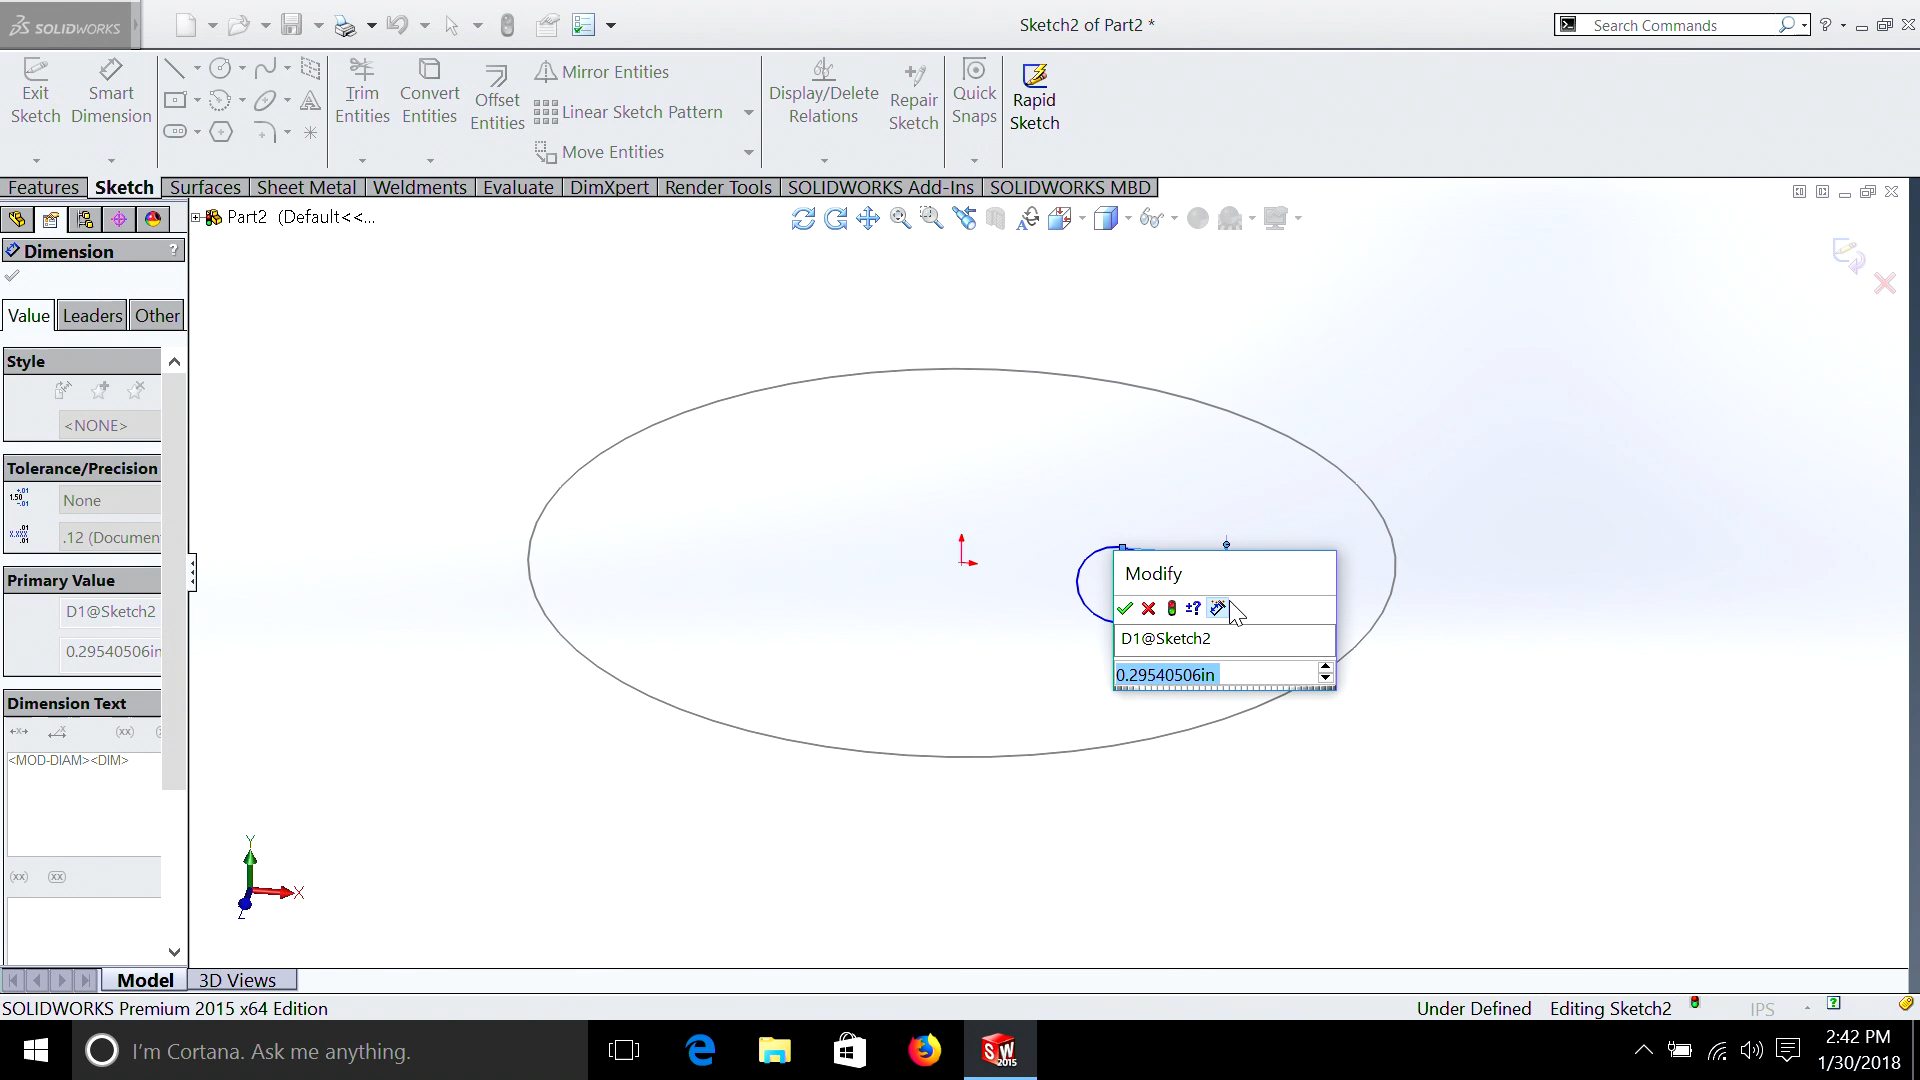 SOLIDWORKS
Sketch2 of Part2 *
Search Commands
?
Exit Sketch
Smart Dimension
Trim Entities
Convert Entities
Offset Entities
Mirror Entities
Linear Sketch Pattern
Move Entities
Display/Delete Relations
Repair Sketch
Quick Snaps
Rapid Sketch
Features
Sketch
Surfaces
Sheet Metal
Weldments
Evaluate
DimXpert
Render Tools
SOLIDWORKS Add-Ins
SOLIDWORKS MBD
Part2 (Default<<...
Dimension
?
Value
Leaders
Other
Style
<NONE>
Tolerance/Precision
None
.12 (Documen
Primary Value
D1@Sketch2
0.29540506in
Dimension Text
(xx)
<MOD-DIAM><DIM>
(xx)
(xx)
Modify
±?
D1@Sketch2
0.29540506in
Y
X
Z
Model
3D Views
SOLIDWORKS Premium 2015 x64 Edition
Under Defined
Editing Sketch2
IPS
?
I'm Cortana. Ask me anything.
SW
2015
2:42 PM
1/30/2018